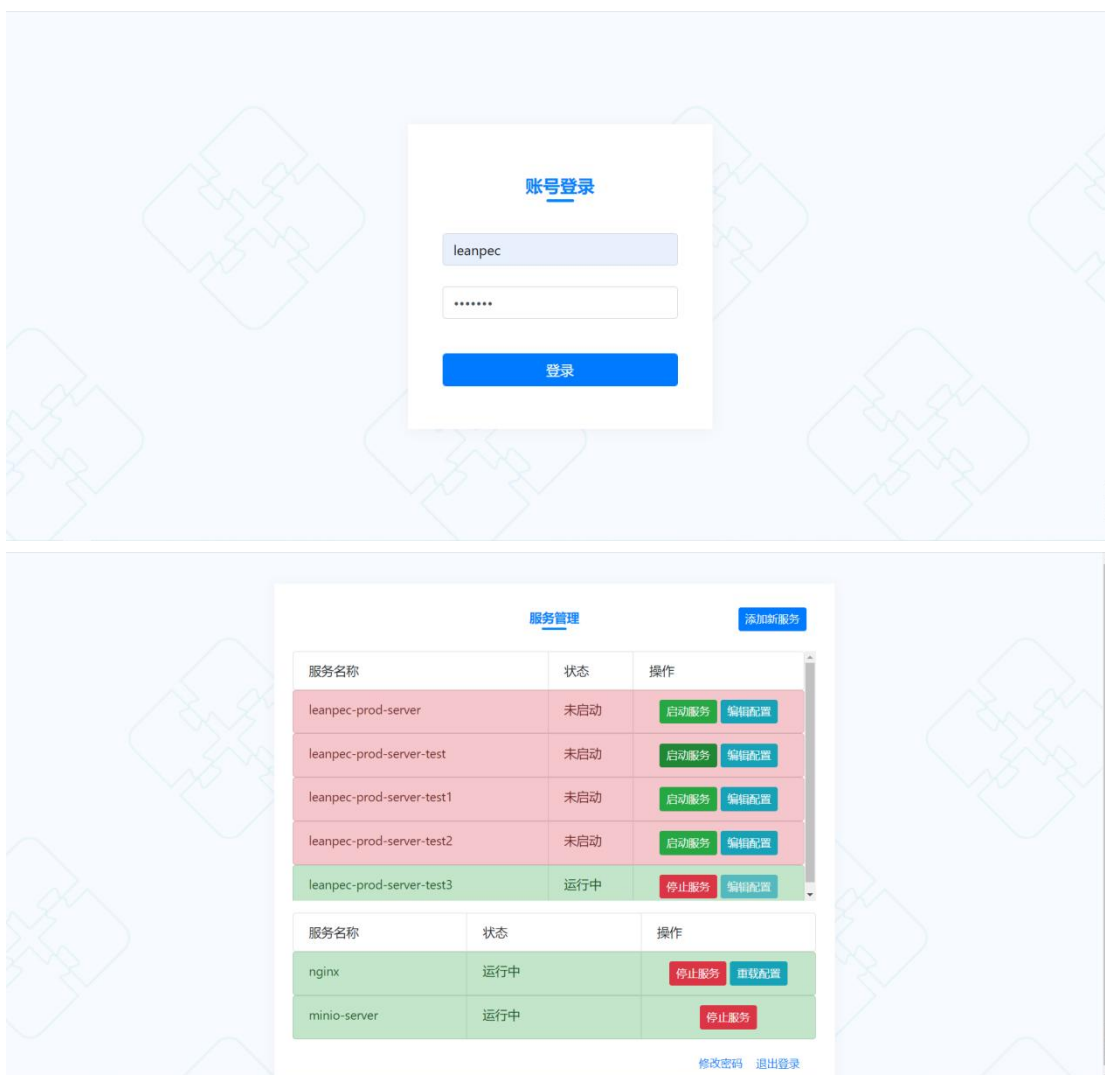 账号登录
leanpec
•••••••
登录
服务管理 添加新服务
服务名称 状态 操作
leanpec-prod-server 未启动 启动服务 编辑配置
leanpec-prod-server-test 未启动 启动服务 编辑配置
leanpec-prod-server-test1 未启动 启动服务 编辑配置
leanpec-prod-server-test2 未启动 启动服务 编辑配置
leanpec-prod-server-test3 运行中 停止服务 编辑配置
服务名称 状态 操作
nginx 运行中 停止服务 重载配置
minio-server 运行中 停止服务
修改密码 退出登录